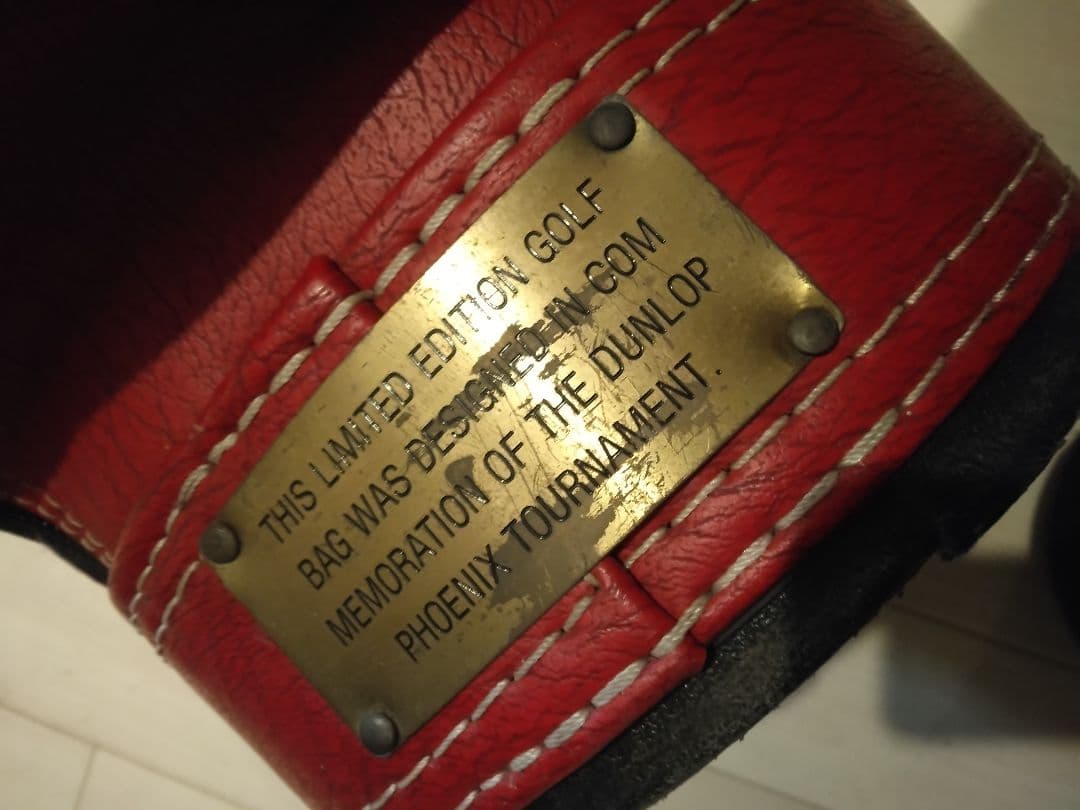 THIS LIMITED EDITION GOLF
BAG WAS DESIGNED IN COM
MEMORATION OF THE DUNLOP
PHOENIX TOURNAMENT.